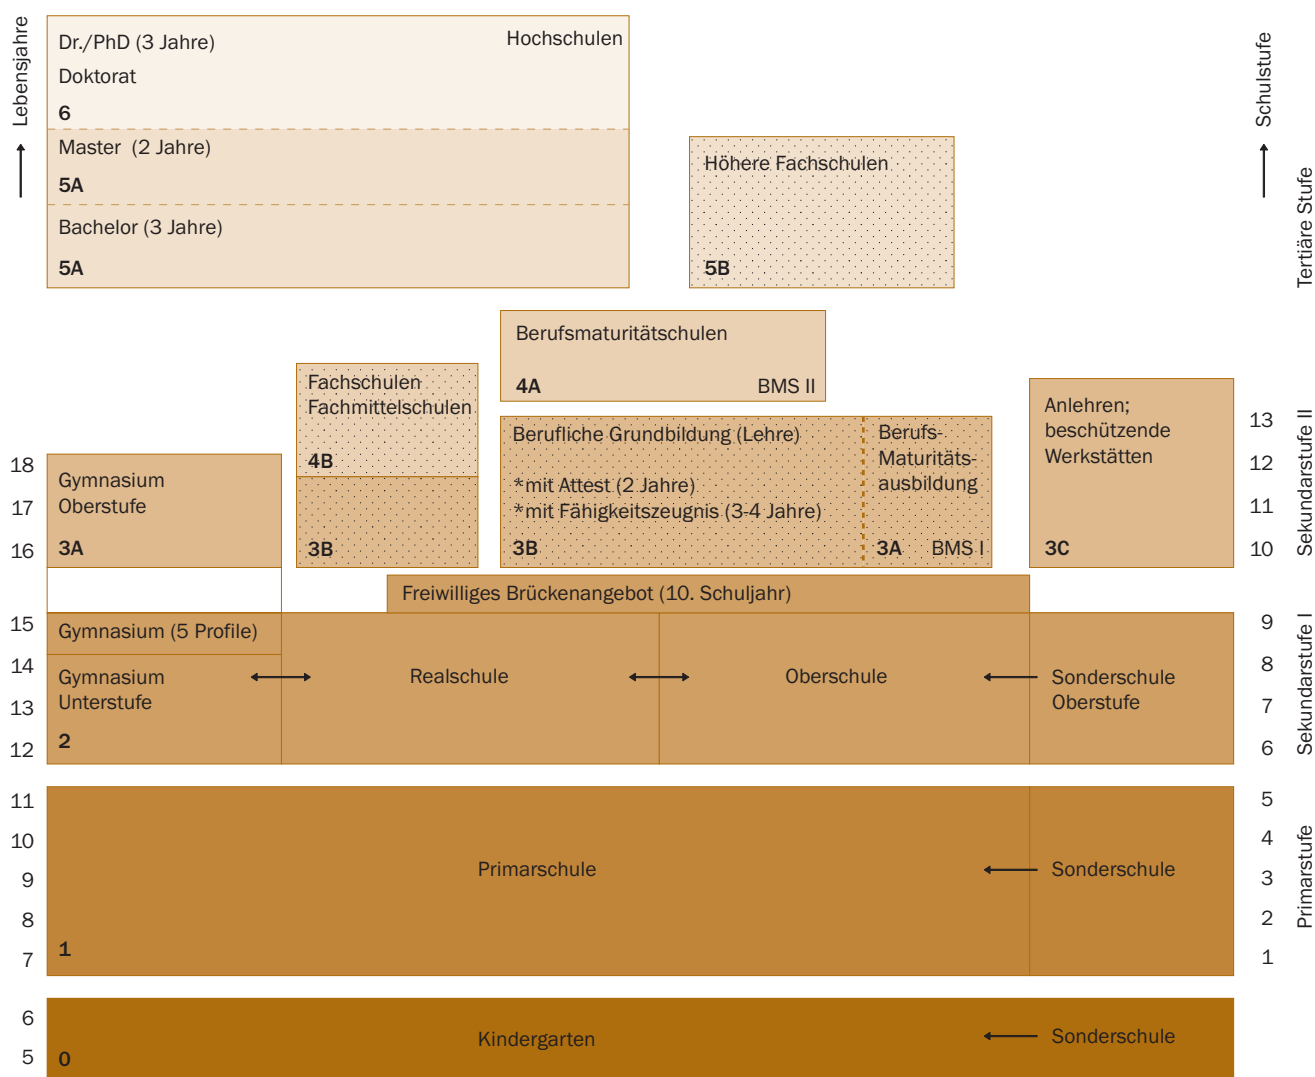 Lebensjahre
Schulstufe
Dr./PhD (3 Jahre)
Hochschulen
Doktorat
6
Master (2 Jahre)
5A
Bachelor (3 Jahre)
5A
Höhere Fachschulen
5B
Tertiäre Stufe
Berufsmaturitätschulen
4A
BMS II
Fachschulen
Fachmittelschulen
4B
3B
Berufliche Grundbildung (Lehre)
*mit Attest (2 Jahre)
*mit Fähigkeitszeugnis (3-4 Jahre)
3B
Berufs-
Maturitäts-
ausbildung
3A
BMS I
Anlehren;
beschützende
Werkstätten
3C
13
12
11
10
Sekundarstufe II
18
17
16
Gymnasium
Oberstufe
3A
Freiwilliges Brückenangebot (10. Schuljahr)
15
14
13
12
Gymnasium (5 Profile)
Gymnasium
Unterstufe
2
Realschule
Oberschule
Sonderschule
Oberstufe
9
8
7
6
Sekundarstufe I
11
10
9
8
7
1
Primarschule
Sonderschule
5
4
3
2
1
Primarstufe
6
5
0
Kindergarten
Sonderschule